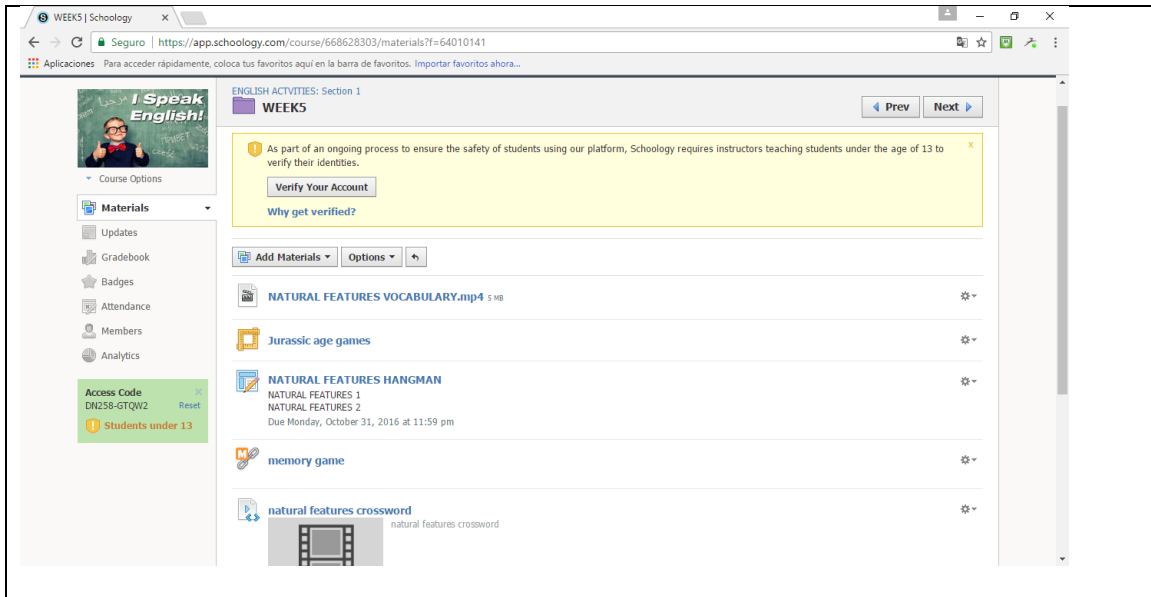 WEEK5 | Schoology
Seguro | https://app.schoology.com/course/668628303/materials?f=64010141
Aplicaciones Para acceder rápidamente, coloca tus favoritos aquí en la barra de favoritos. Importar favoritos ahora...
I Speak
English!
Course Options
Materials
Updates
Gradebook
Badges
Attendance
Members
Analytics
Access Code
DN258-GTQW2 Reset
Students under 13
ENGLISH ACTVITIES: Section 1
WEEK5
Prev Next
As part of an ongoing process to ensure the safety of students using our platform, Schoology requires instructors teaching students under the age of 13 to
verify their identities.
Verify Your Account
Why get verified?
Add Materials Options
NATURAL FEATURES VOCABULARY.mp4 5 MB
Jurassic age games
NATURAL FEATURES HANGMAN
NATURAL FEATURES 1
NATURAL FEATURES 2
Due Monday, October 31, 2016 at 11:59 pm
memory game
natural features crossword
natural features crossword